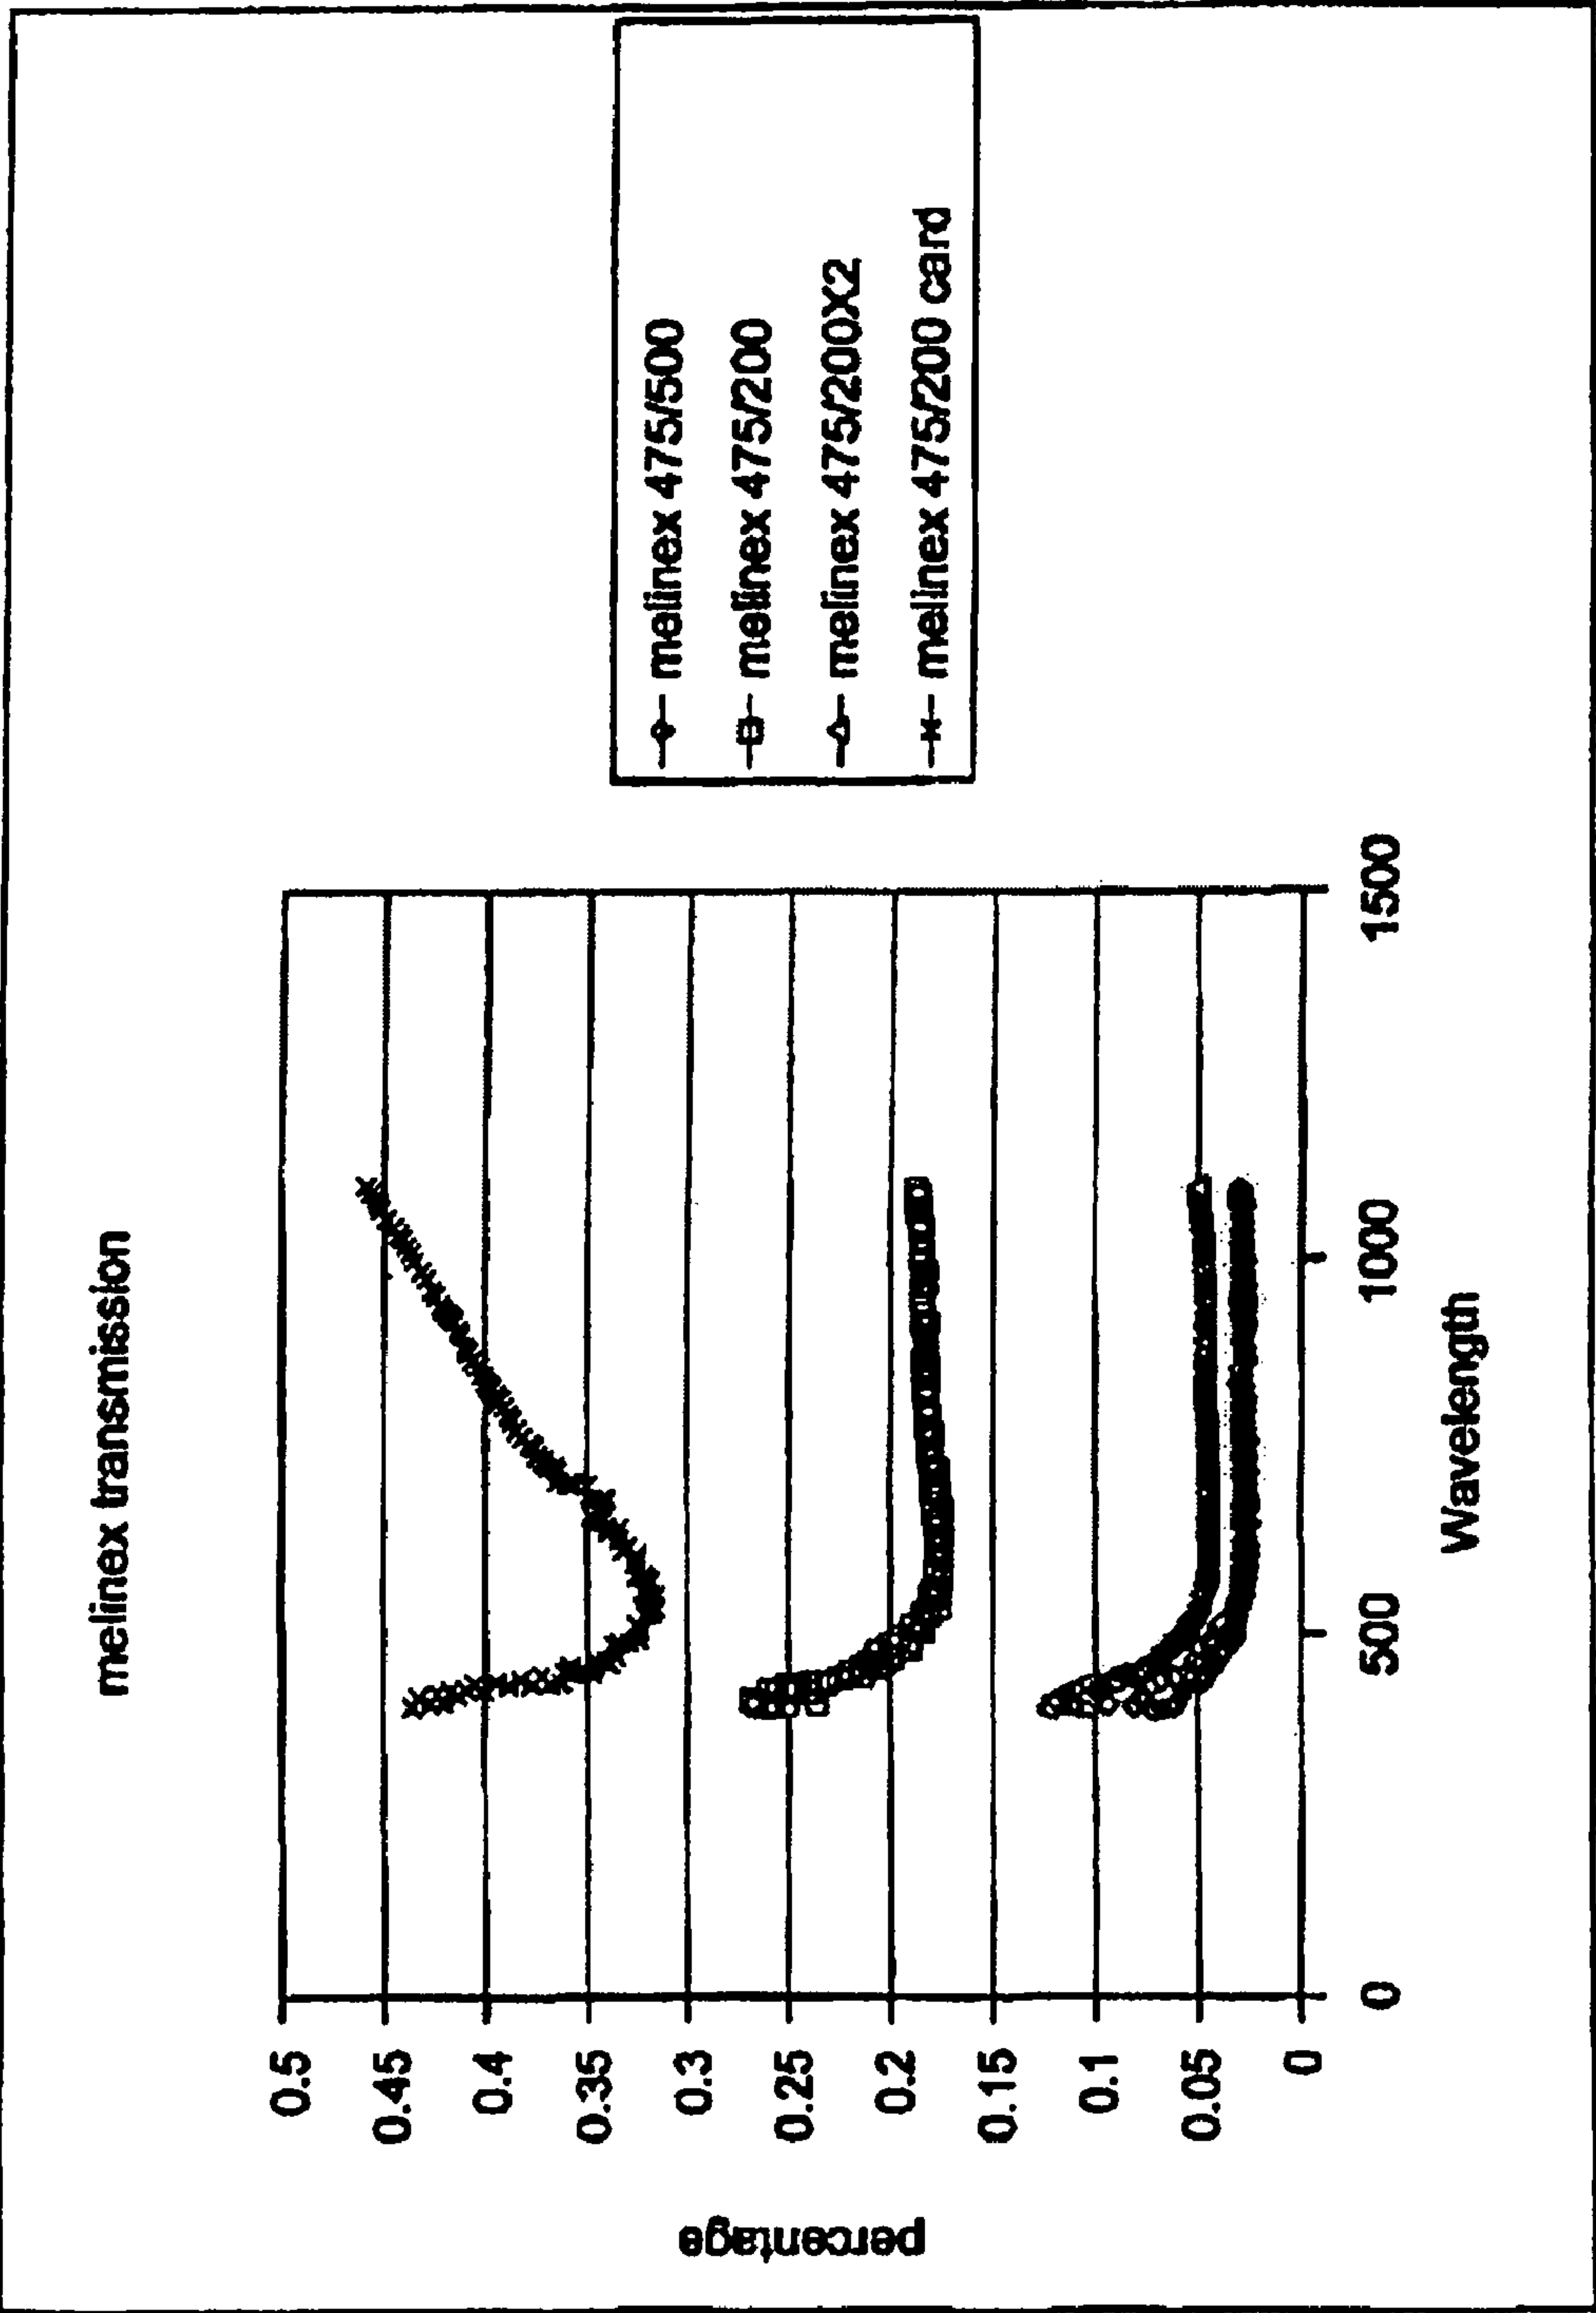 melinex transmission
percentage
0.5
0.45
0.4
0.35
0.3
0.25
0.2
0.15
0.1
0.05
0
0
500
1000
1500
Wavelength
melinex 475/500
melinex 475/200
melinex 475/200X2
melinex 475/200 card